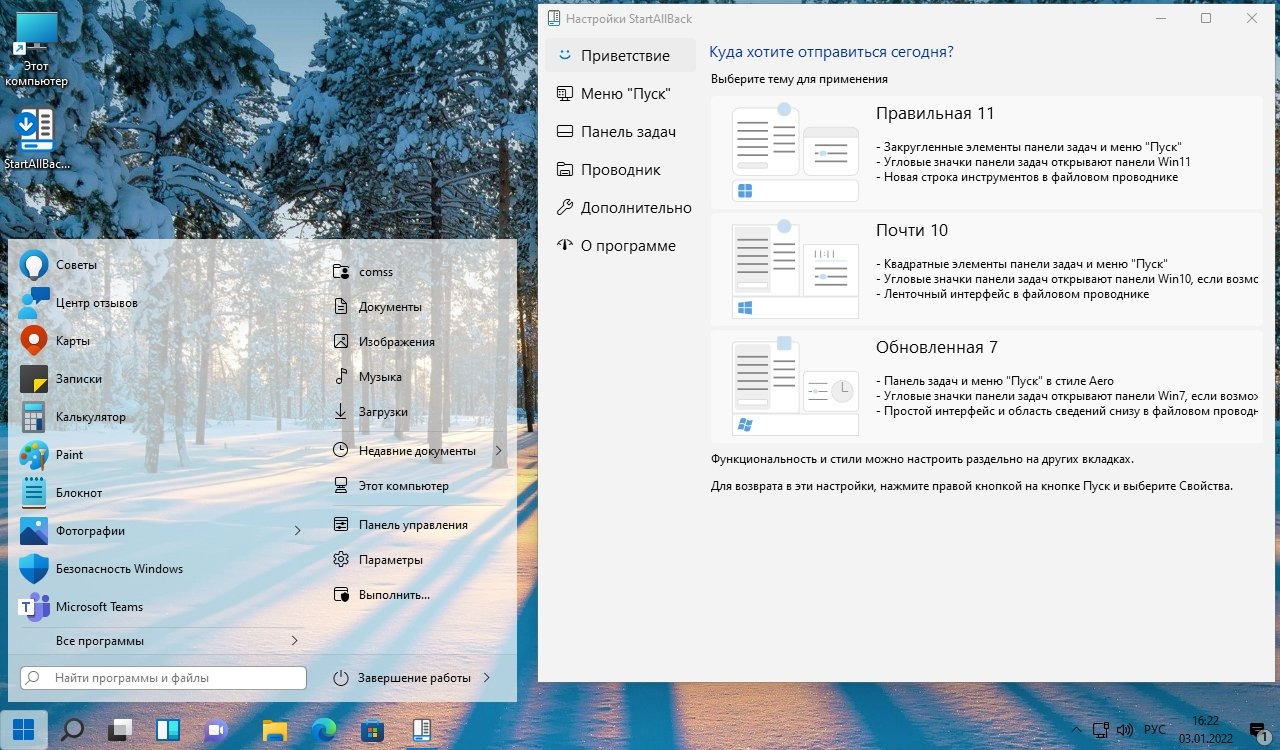 Этот
компьютер
StartAllBac...
Советы
Центр отзывов
Карты
Записки
Калькулятор
Paint
Блокнот
Фотографии
Безопасность Windows
Microsoft Teams
Все программы
Найти программы и файлы
comss
Документы
Изображения
Музыка
Загрузки
Недавние документы
Этот компьютер
Панель управления
Параметры
Выполнить...
Завершение работы
Настройки StartAllBack
Приветствие
Меню "Пуск"
Панель задач
Проводник
Дополнительно
О программе
Куда хотите отправиться сегодня?
Выберите тему для применения
Правильная 11
- Закругленные элементы панели задач и меню "Пуск"
- Угловые значки панели задач открывают панели Win11
- Новая строка инструментов в файловом проводнике
Почти 10
- Квадратные элементы панели задач и меню "Пуск"
- Угловые значки панели задач открывают панели Win10, если возмо
- Ленточный интерфейс в файловом проводнике
Обновленная 7
- Панель задач и меню "Пуск" в стиле Aero
- Угловые значки панели задач открывают панели Win7, если возмож
- Простой интерфейс и область сведений снизу в файловом проводн
Функциональность и стили можно настроить раздельно на других вкладках.
Для возврата в эти настройки, нажмите правой кнопкой на кнопке Пуск и выберите Свойства.
РУС
16:22
03.01.2022
1